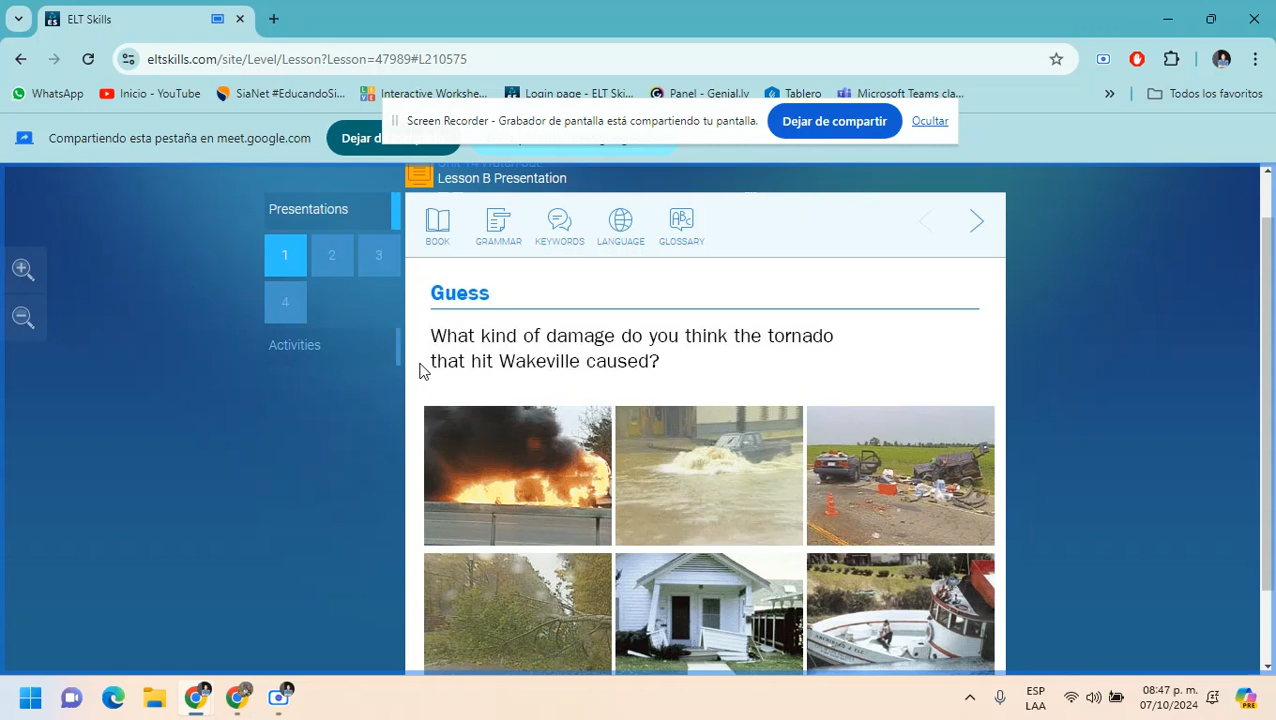 ELT Skills
eltskills.com/site/Level/Lesson?Lesson=47989#L210575
WhatsApp
Inicio - YouTube
SiaNet #EducandoSi...
Interactive Workshe...
Login page - ELT Ski...
Panel - Genial.ly
Tablero
Microsoft Teams cla...
Todos los favoritos
Screen Recorder - Grabador de pantalla está compartiendo tu pantalla.
Dejar de compartir
Ocultar
Compartiendo esta pestaña en meet.google.com
Dejar
Lesson B Presentation
Presentations
BOOK
GRAMMAR
KEYWORDS
LANGUAGE
GLOSSARY
1
2
3
4
Activities
Guess
What kind of damage do you think the tornado
that hit Wakeville caused?
ESP
LAA
08:47 p. m.
07/10/2024
PRE